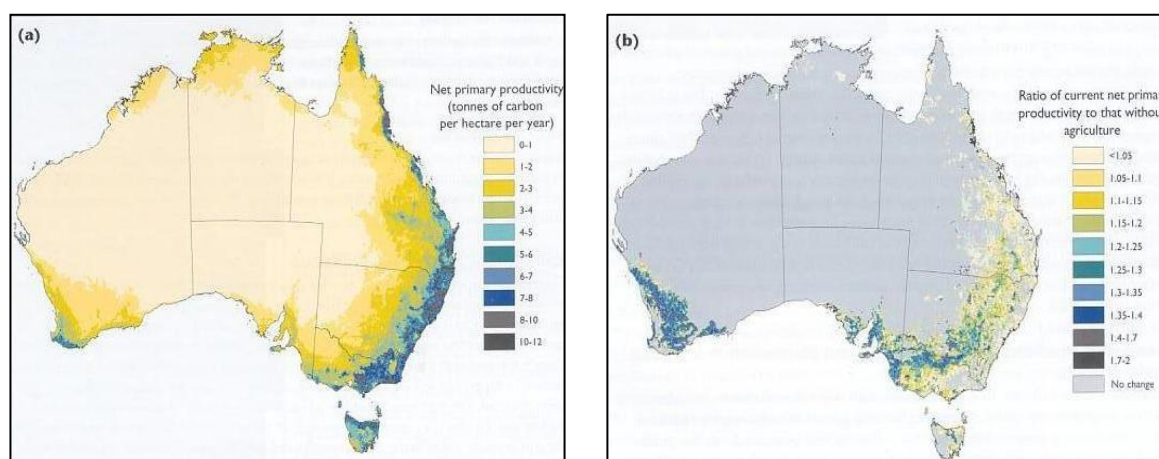 (a)
Net primary productivity
(tonnes of carbon
per hectare per year)
0-1
1-2
2-3
3-4
4-5
5-6
6-7
7-8
8-10
10-12
(b)
Ratio of current net prima
productivity to that withou
agriculture
<1.05
1.05-1.1
1.1-1.15
1.15-1.2
1.2-1.25
1.25-1.3
1.3-1.35
1.35-1.4
1.4-1.7
1.7-2
No change